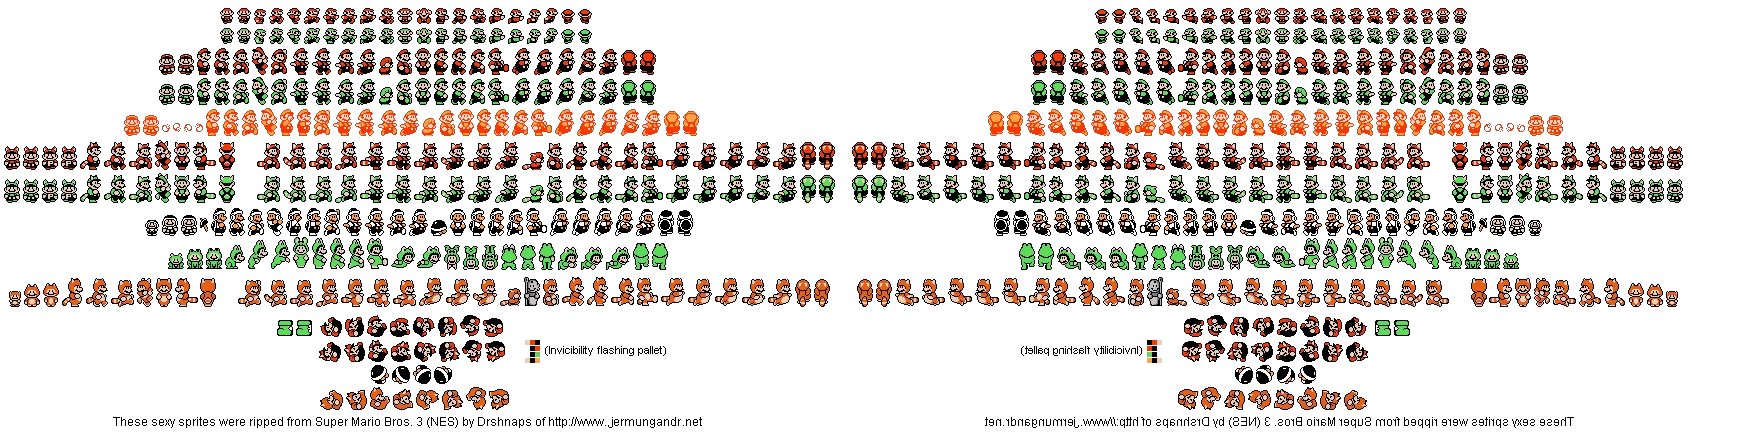 (Invicibility flashing pallet)
(Invicibility flashing pallet)
These sexy sprites were ripped from Super Mario Bros. 3 (NES) by Drshnaps of http://www.jermungandr.net
These sexy sprites were ripped from Super Mario Bros. 3 (NES) by Drshnaps of http://www.jermungandr.net